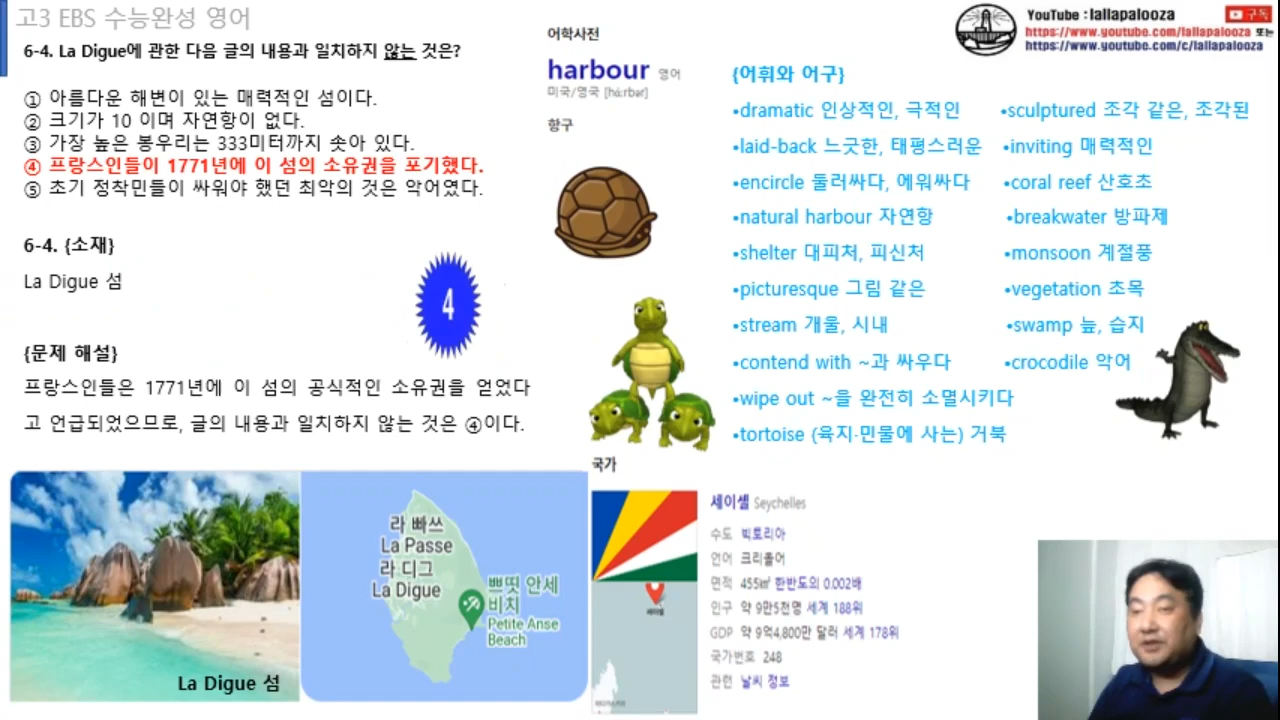 고3 EBS 수능완성 영어
6-4. La Digue에 관한 다음 글의 내용과 일치하지 않는 것은?
① 아름다운 해변이 있는 매력적인 섬이다.
② 크기가 10 이며 자연항이 없다.
③ 가장 높은 봉우리는 333미터까지 솟아 있다.
④ 프랑스인들이 1771년에 이 섬의 소유권을 포기했다.
⑤ 초기 정착민들이 싸워야 했던 최악의 것은 악어였다.
6-4. {소재}
La Digue 섬
4
{문제 해설}
프랑스인들은 1771년에 이 섬의 공식적인 소유권을 얻었다
고 언급되었으므로, 글의 내용과 일치하지 않는 것은 ④이다.
La Digue 섬
라 빠쓰
La Passe
라 디그
La Digue
쁘띳 안세
비치
Petite Anse
Beach
어학사전
harbour 영어
미국/영국 [hɑ́ːrbər]
항구
YouTube : lallapalooza
구독
https://www.youtube.com/lallapalooza 또는
https://www.youtube.com/c/lallapalooza
{어휘와 어구}
•dramatic 인상적인, 극적인 •sculptured 조각 같은, 조각된
•laid-back 느긋한, 태평스러운 •inviting 매력적인
•encircle 둘러싸다, 에워싸다 •coral reef 산호초
•natural harbour 자연항 •breakwater 방파제
•shelter 대피처, 피신처 •monsoon 계절풍
•picturesque 그림 같은 •vegetation 초목
•stream 개울, 시내 •swamp 늪, 습지
•contend with ~과 싸우다 •crocodile 악어
•wipe out ~을 완전히 소멸시키다
•tortoise (육지·민물에 사는) 거북
국가
세이셸 Seychelles
수도 빅토리아
언어 크리올어
면적 455㎢ 한반도의 0.002배
인구 약 9만5천명 세계 188위
GDP 약 9억4,800만 달러 세계 178위
국가번호 248
관련 날씨 정보
세이셸